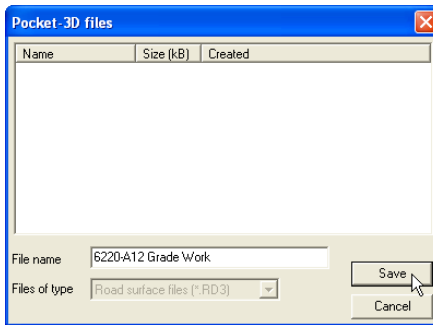 Pocket-3D files
Name Size (kB) Created
File name 6220-A12 Grade Work
Save
Files of type Road surface files (*.RD3)
Cancel